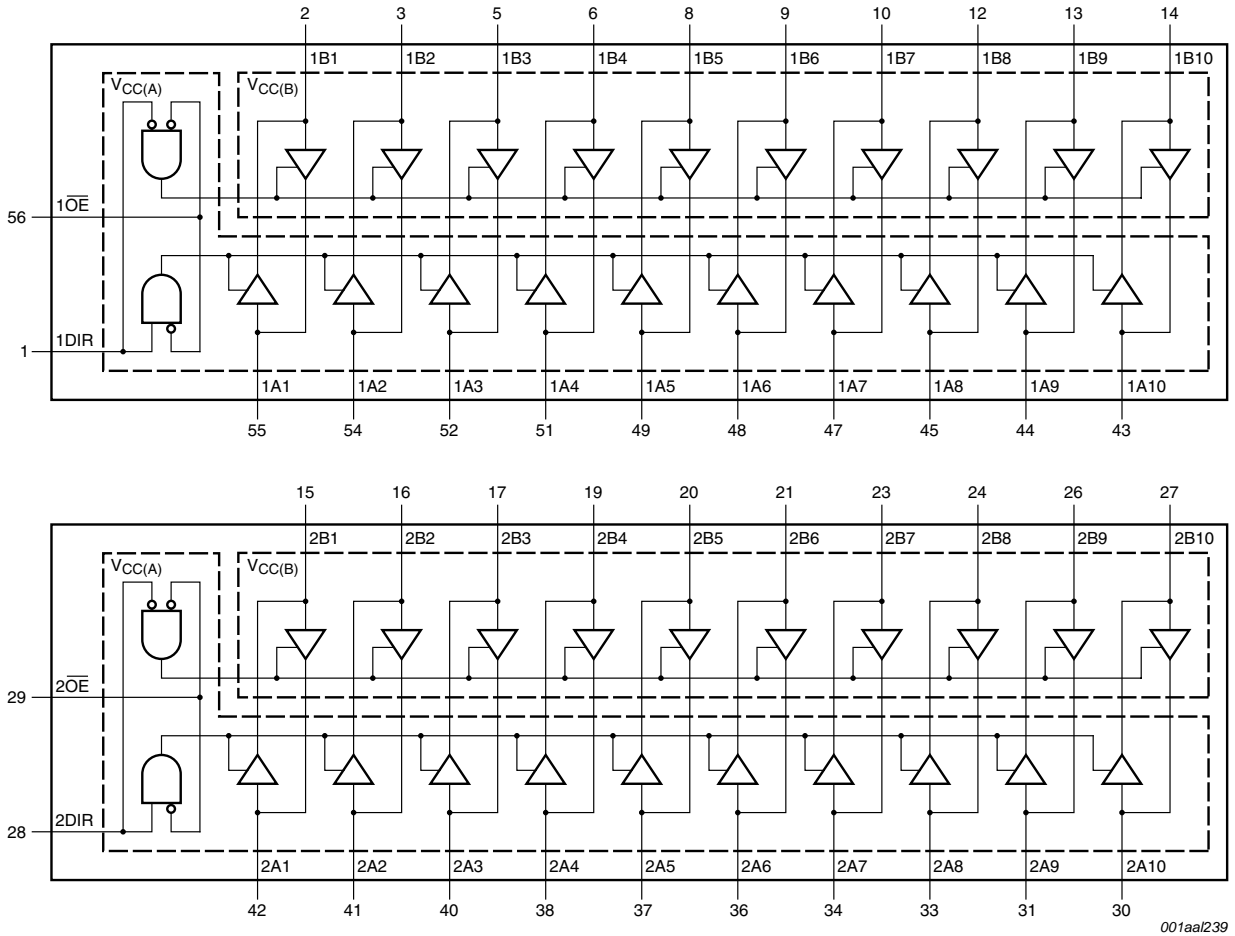 2 3 5 6 8 9 10 12 13 14
1B1 1B2 1B3 1B4 1B5 1B6 1B7 1B8 1B9 1B10
VCC(A) VCC(B)
56 1O̅E̅
1 1DIR
1A1 1A2 1A3 1A4 1A5 1A6 1A7 1A8 1A9 1A10
55 54 52 51 49 48 47 45 44 43
15 16 17 19 20 21 23 24 26 27
2B1 2B2 2B3 2B4 2B5 2B6 2B7 2B8 2B9 2B10
VCC(A) VCC(B)
29 2O̅E̅
28 2DIR
2A1 2A2 2A3 2A4 2A5 2A6 2A7 2A8 2A9 2A10
42 41 40 38 37 36 34 33 31 30
001aal239